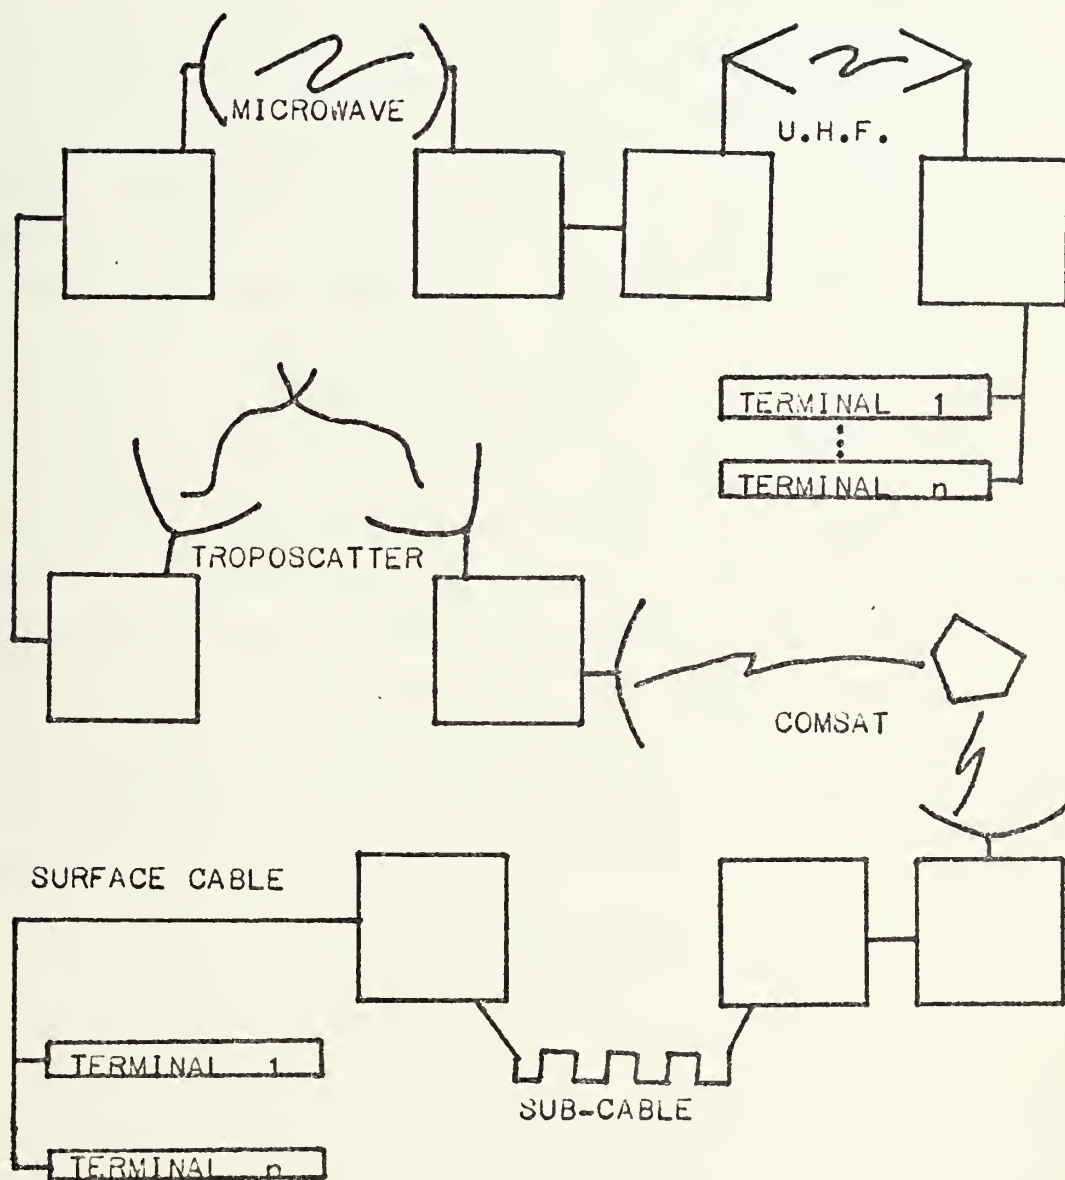 MICROWAVE
U.H.F.
TERMINAL 1
TERMINAL n
TROPOSCATTER
COMSAT
SURFACE CABLE
TERMINAL 1
SUB-CABLE
TERMINAL n